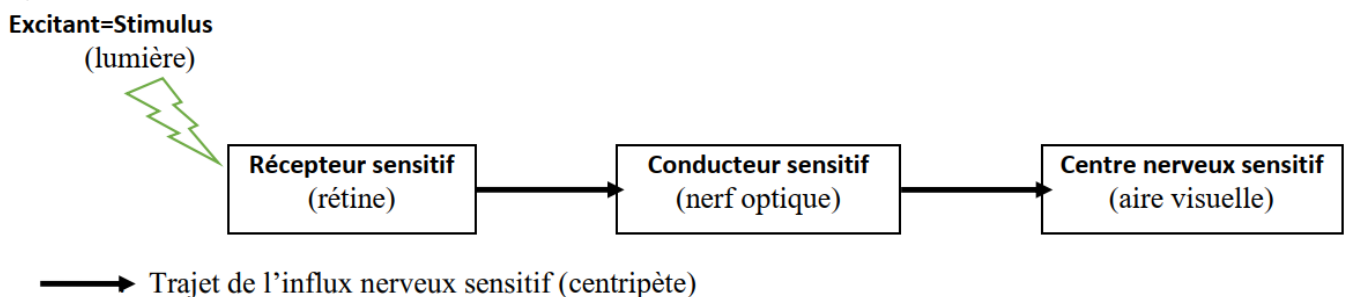 Excitant=Stimulus
(lumière)
Récepteur sensitif
(rétine)
Conducteur sensitif
(nerf optique)
Centre nerveux sensitif
(aire visuelle)
Trajet de l’influx nerveux sensitif (centripète)